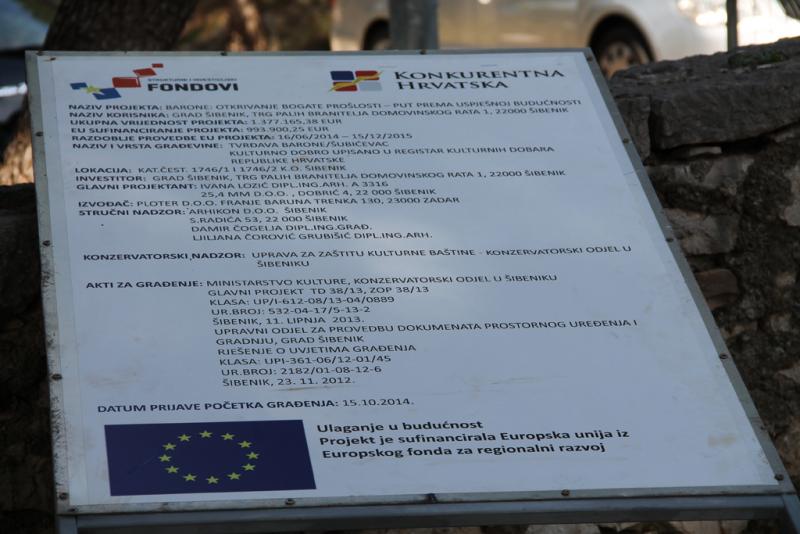 STRUKTURNI I INVESTICIJSKI
FONDOVI
KONKURENTNA
HRVATSKA
NAZIV PROJEKTA: BARONE: OTKRIVANJE BOGATE PROŠLOSTI – PUT PREMA USPJEŠNOJ BUDUĆNOSTI
NAZIV KORISNIKA: GRAD ŠIBENIK, TRG PALIH BRANITELJA DOMOVINSKOG RATA 1, 22000 ŠIBENIK
UKUPNA VRIJEDNOST PROJEKTA: 1.377.165,38 EUR
EU SUFINANCIRANJE PROJEKTA: 993.900,25 EUR
RAZDOBLJE PROVEDBE EU PROJEKTA: 16/06/2014 – 15/12/2015
NAZIV I VRSTA GRAĐEVINE: TVRĐAVA BARONE/ŠUBIĆEVAC
KULTURNO DOBRO UPISANO U REGISTAR KULTURNIH DOBARA
REPUBLIKE HRVATSKE
LOKACIJA: KAT.ČEST. 1746/1 I 1746/2 K.O. ŠIBENIK
INVESTITOR: GRAD ŠIBENIK, TRG PALIH BRANITELJA DOMOVINSKOG RATA 1, 22000 ŠIBENIK
GLAVNI PROJEKTANT: IVANA LOZIĆ DIPL.ING.ARH. A 3316
25,4 MM D.O.O. , DOBRIĆ 4, 22 000 ŠIBENIK
IZVOĐAČ: PLOTER D.O.O. FRANJE BARUNA TRENKA 130, 23000 ZADAR
STRUČNI NADZOR: ARHIKON D.O.O. ŠIBENIK
S.RADIĆA 53, 22 000 ŠIBENIK
DAMIR ČOGELJA DIPL.ING.GRAĐ.
LJILJANA ČOROVIĆ GRUBIŠIĆ DIPL.ING.ARH.
KONZERVATORSKI NADZOR: UPRAVA ZA ZAŠTITU KULTURNE BAŠTINE - KONZERVATORSKI ODJEL U
ŠIBENIKU
AKTI ZA GRAĐENJE: MINISTARSTVO KULTURE, KONZERVATORSKI ODJEL U ŠIBENIKU
GLAVNI PROJEKT TD 38/13, ZOP 38/13
KLASA: UP/I-612-08/13-04/0889
UR.BROJ: 532-04-17/5-13-2
ŠIBENIK, 11. LIPNJA 2013.
UPRAVNI ODJEL ZA PROVEDBU DOKUMENATA PROSTORNOG UREĐENJA I
GRADNJU, GRAD ŠIBENIK
RJEŠENJE O UVJETIMA GRAĐENJA
KLASA: UPI-361-06/12-01/45
UR.BROJ: 2182/01-08-12-6
ŠIBENIK, 23. 11. 2012.
DATUM PRIJAVE POČETKA GRAĐENJA: 15.10.2014.
Ulaganje u budućnost
Projekt je sufinancirala Europska unija iz
Europskog fonda za regionalni razvoj